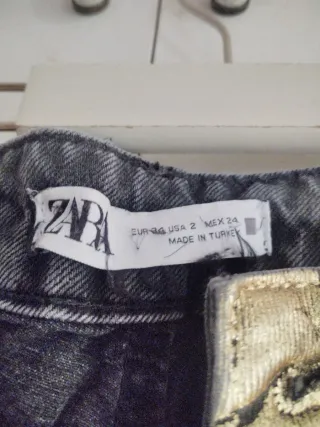 ZARA
EUR 34 USA 2 MEX 24
MADE IN TURKEY